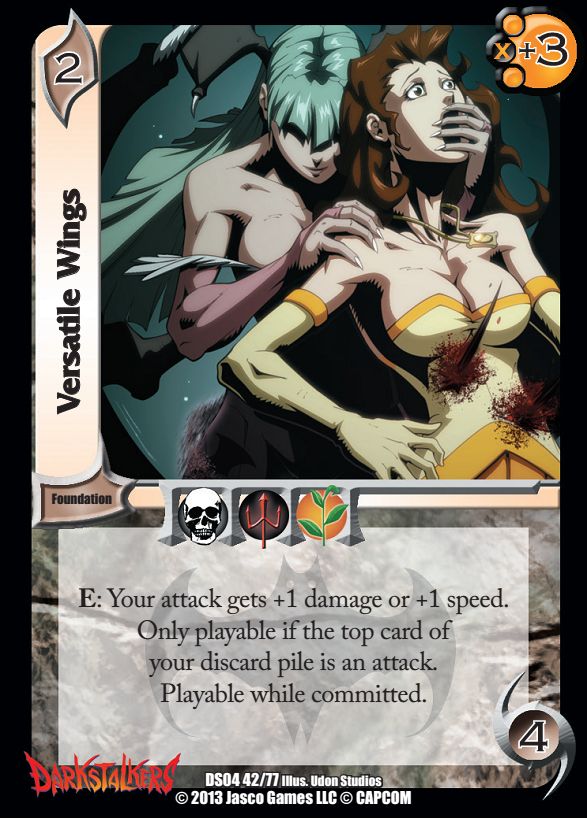 2
x+3
Versatile Wings
Foundation
E: Your attack gets +1 damage or +1 speed.
Only playable if the top card of
your discard pile is an attack.
Playable while committed.
4
DARKSTALKERS
DS04 42/77 Illus. Udon Studios
© 2013 Jasco Games LLC © CAPCOM